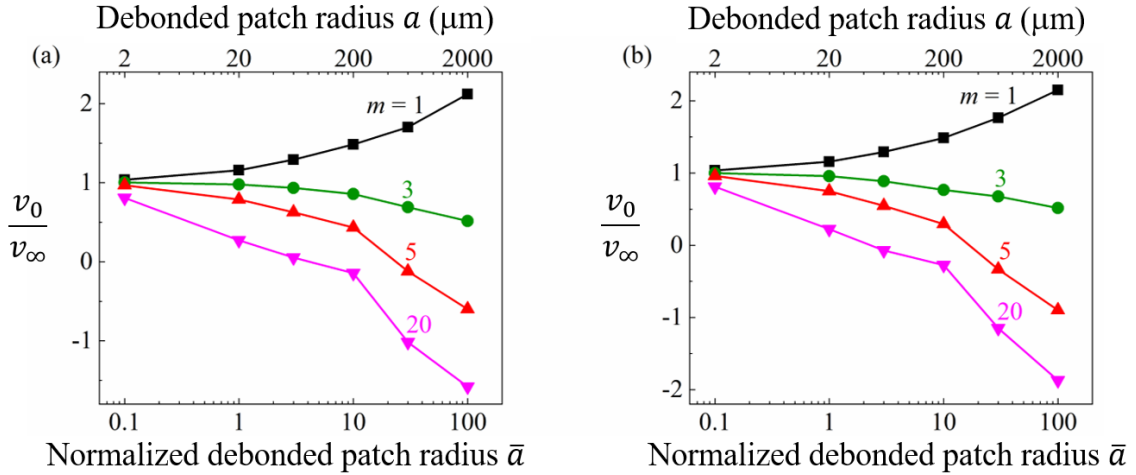 Debonded patch radius a (μm)
(a)
2 20 200 2000
2
1
0
-1
v₀
v∞
m = 1
3
5
20
0.1 1 10 100
Normalized debonded patch radius a̅
Debonded patch radius a (μm)
(b)
2 20 200 2000
2
1
0
-1
-2
v₀
v∞
m = 1
3
5
20
0.1 1 10 100
Normalized debonded patch radius a̅